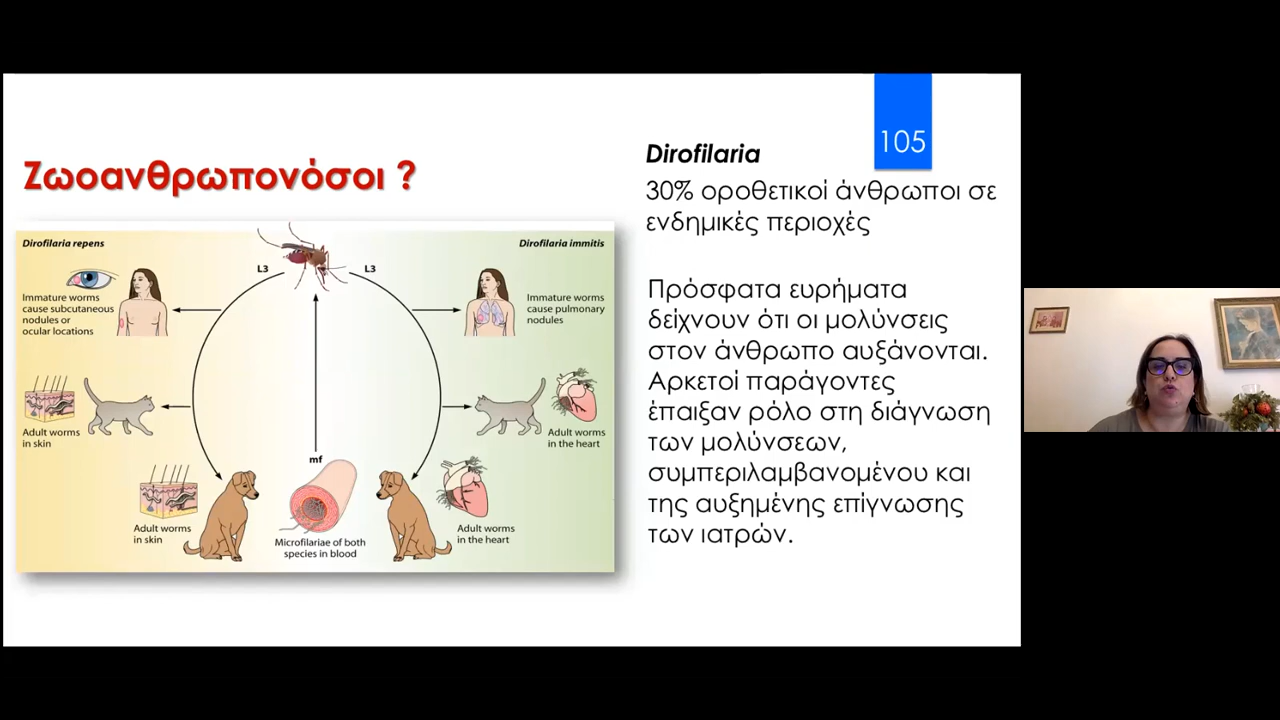 105
Ζωοανθρωπονόσοι ?
Dirofilaria repens
Dirofilaria immitis
L3
L3
Immature worms
cause subcutaneous
nodules or
ocular locations
Immature worms
cause pulmonary
nodules
Adult worms
in skin
Adult worms
in the heart
mf
Adult worms
in skin
Microfilariae of both
species in blood
Adult worms
in the heart
Dirofilaria
30% οροθετικοί άνθρωποι σε
ενδημικές περιοχές
Πρόσφατα ευρήματα
δείχνουν ότι οι μολύνσεις
στον άνθρωπο αυξάνονται.
Αρκετοί παράγοντες
έπαιξαν ρόλο στη διάγνωση
των μολύνσεων,
συμπεριλαμβανομένου και
της αυξημένης επίγνωσης
των ιατρών.